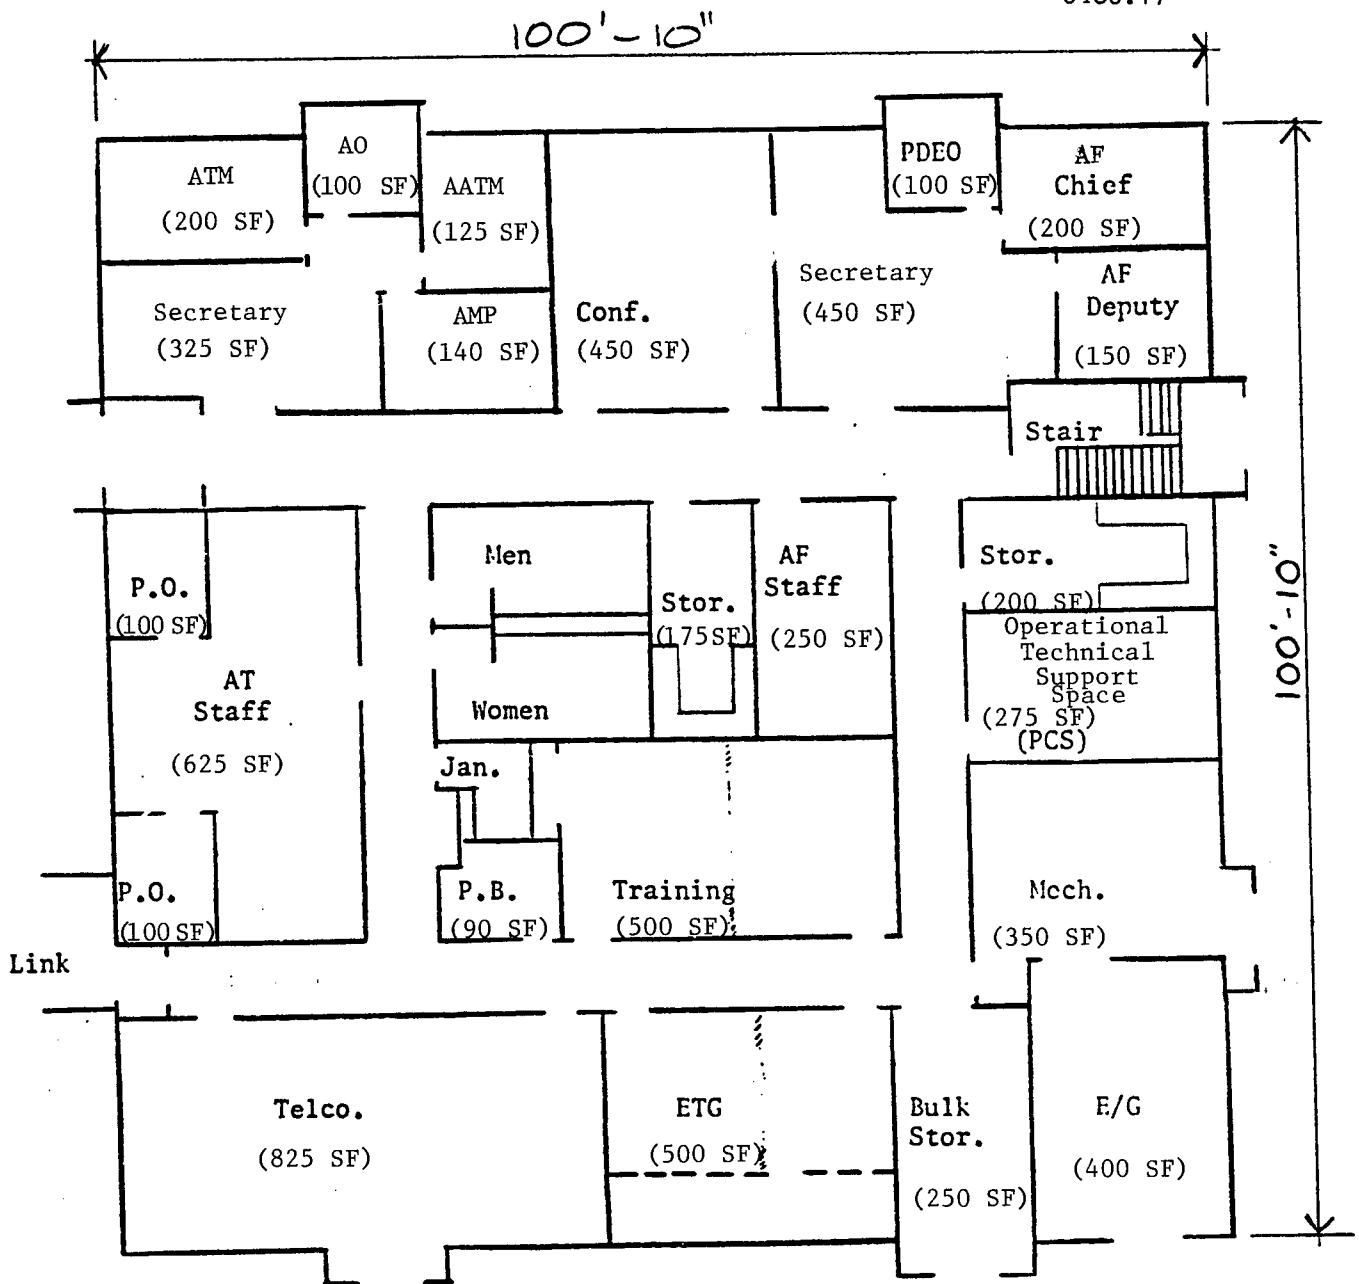 100'-10"
AO
(100 SF)
PDEO
(100 SF)
ATM
(200 SF)
AATM
(125 SF)
AF
Chief
(200 SF)
Secretary
(325 SF)
AMP
(140 SF)
Conf.
(450 SF)
Secretary
(450 SF)
AF
Deputy
(150 SF)
Stair
P.O.
(100 SF)
Men
Stor.
(175 SF)
AF
Staff
(250 SF)
Stor.
(200 SF)
Operational
Technical
Support
Space
(275 SF)
(PCS)
100'-10"
AT
Staff
(625 SF)
Women
Jan.
P.O.
(100 SF)
P.B.
(90 SF)
Training
(500 SF)
Mech.
(350 SF)
Link
Telco.
(825 SF)
ETG
(500 SF)
Bulk
Stor.
(250 SF)
E/G
(400 SF)